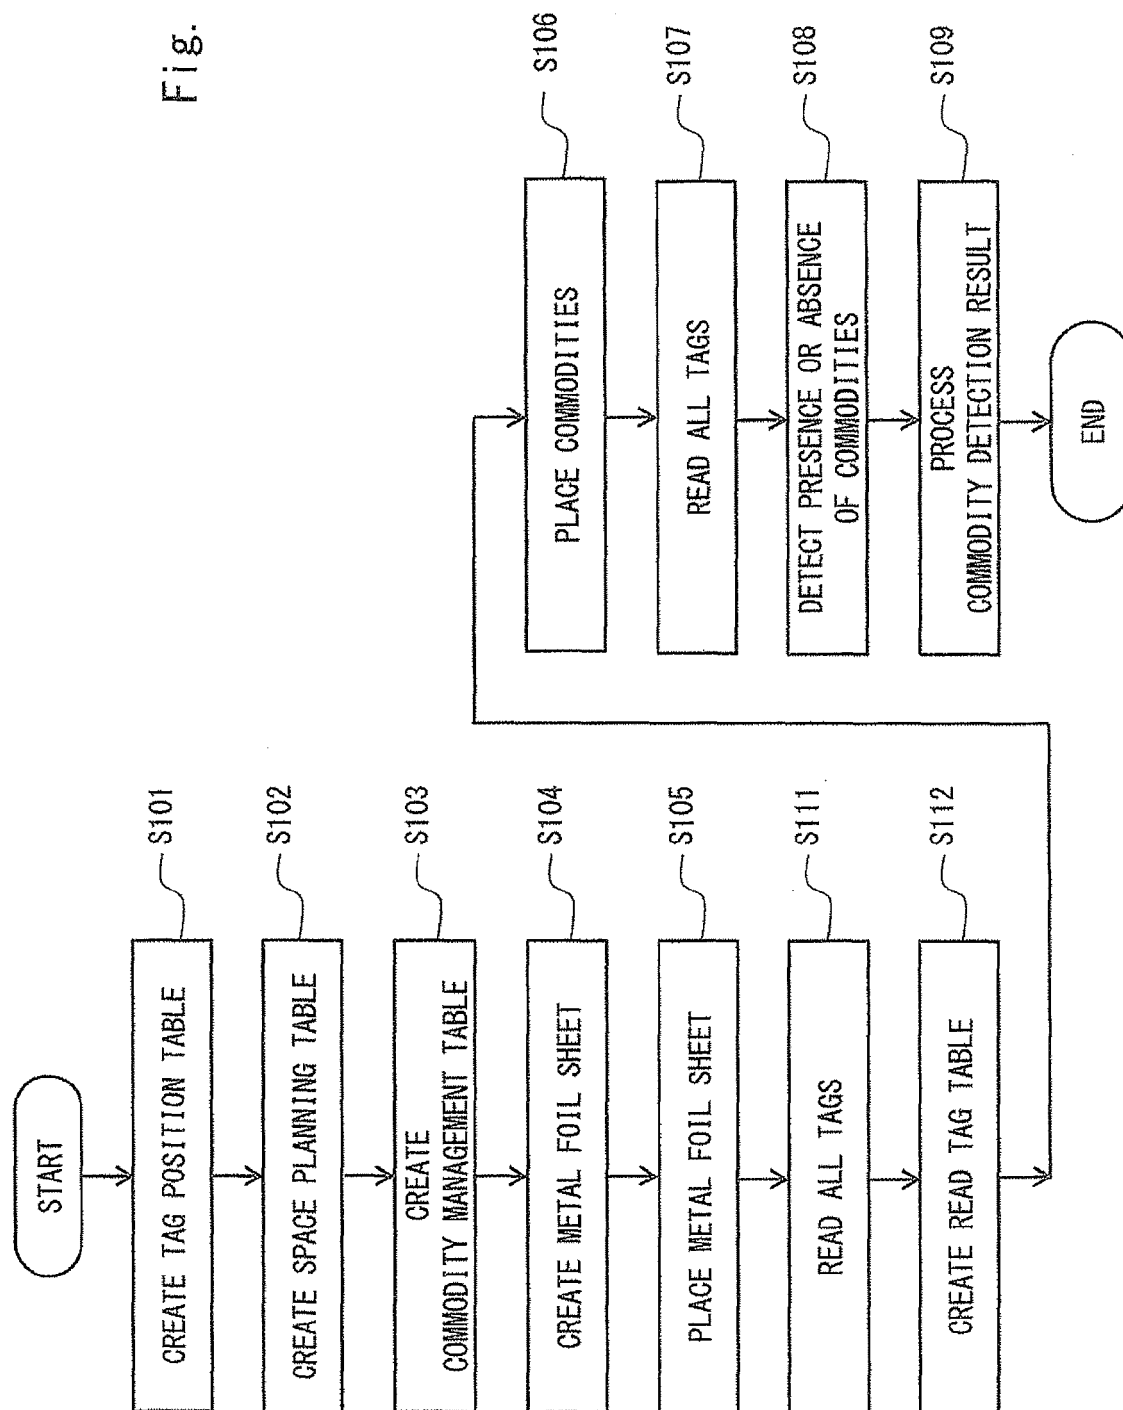 Fig.
START
CREATE TAG POSITION TABLE
S101
CREATE SPACE PLANNING TABLE
S102
CREATE
COMMODITY MANAGEMENT TABLE
S103
CREATE METAL FOIL SHEET
S104
PLACE METAL FOIL SHEET
S105
READ ALL TAGS
S111
CREATE READ TAG TABLE
S112
PLACE COMMODITIES
S106
READ ALL TAGS
S107
DETECT PRESENCE OR ABSENCE
OF COMMODITIES
S108
PROCESS
COMMODITY DETECTION RESULT
S109
END